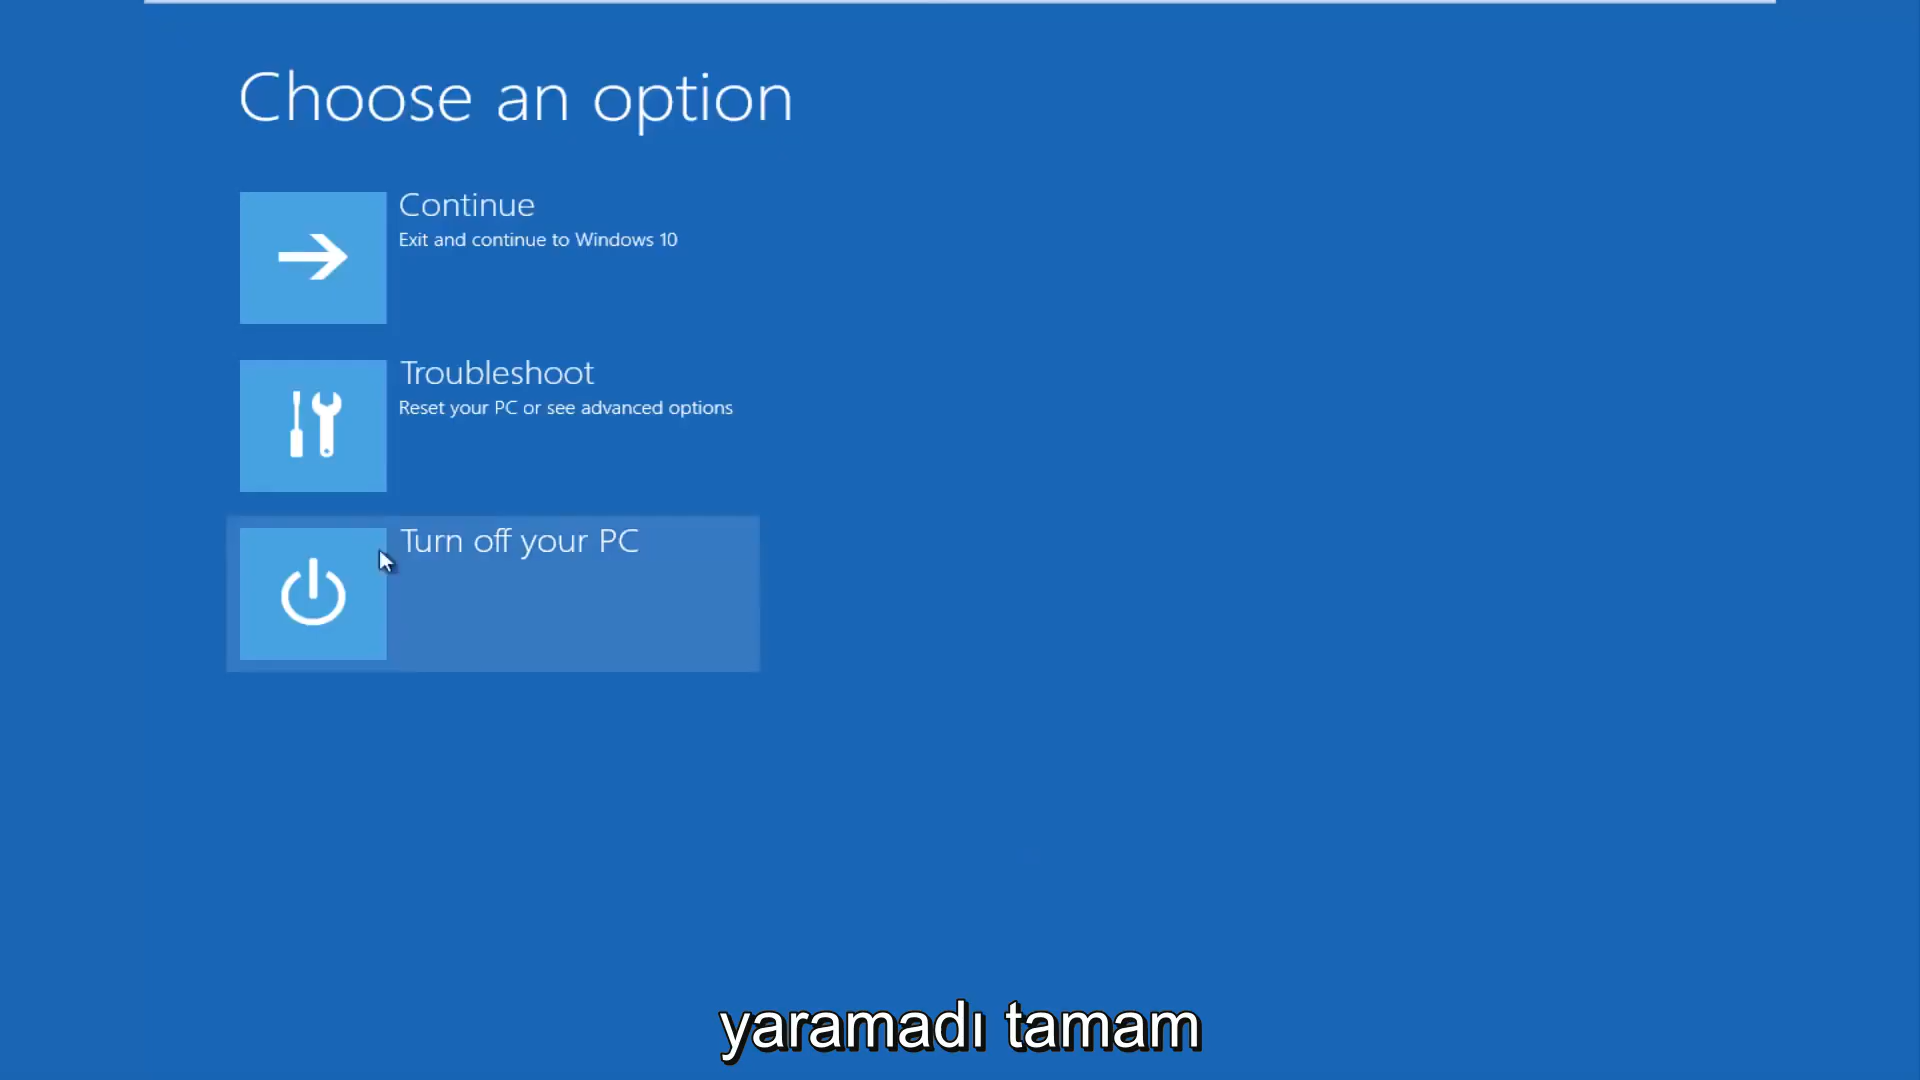 Choose an option
Continue
Exit and continue to Windows 10
Troubleshoot
Reset your PC or see advanced options
Turn off your PC
yaramadı tamam